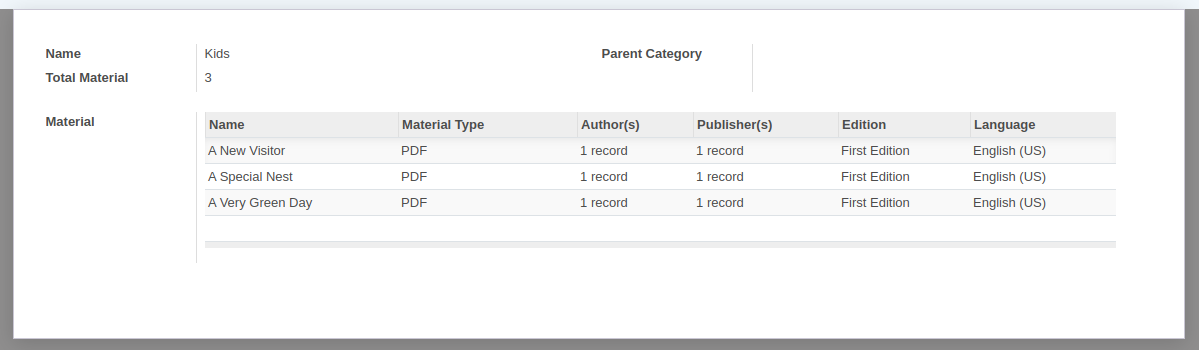 Name Kids Parent Category
Total Material 3
Material
Name Material Type Author(s) Publisher(s) Edition Language
A New Visitor PDF 1 record 1 record First Edition English (US)
A Special Nest PDF 1 record 1 record First Edition English (US)
A Very Green Day PDF 1 record 1 record First Edition English (US)